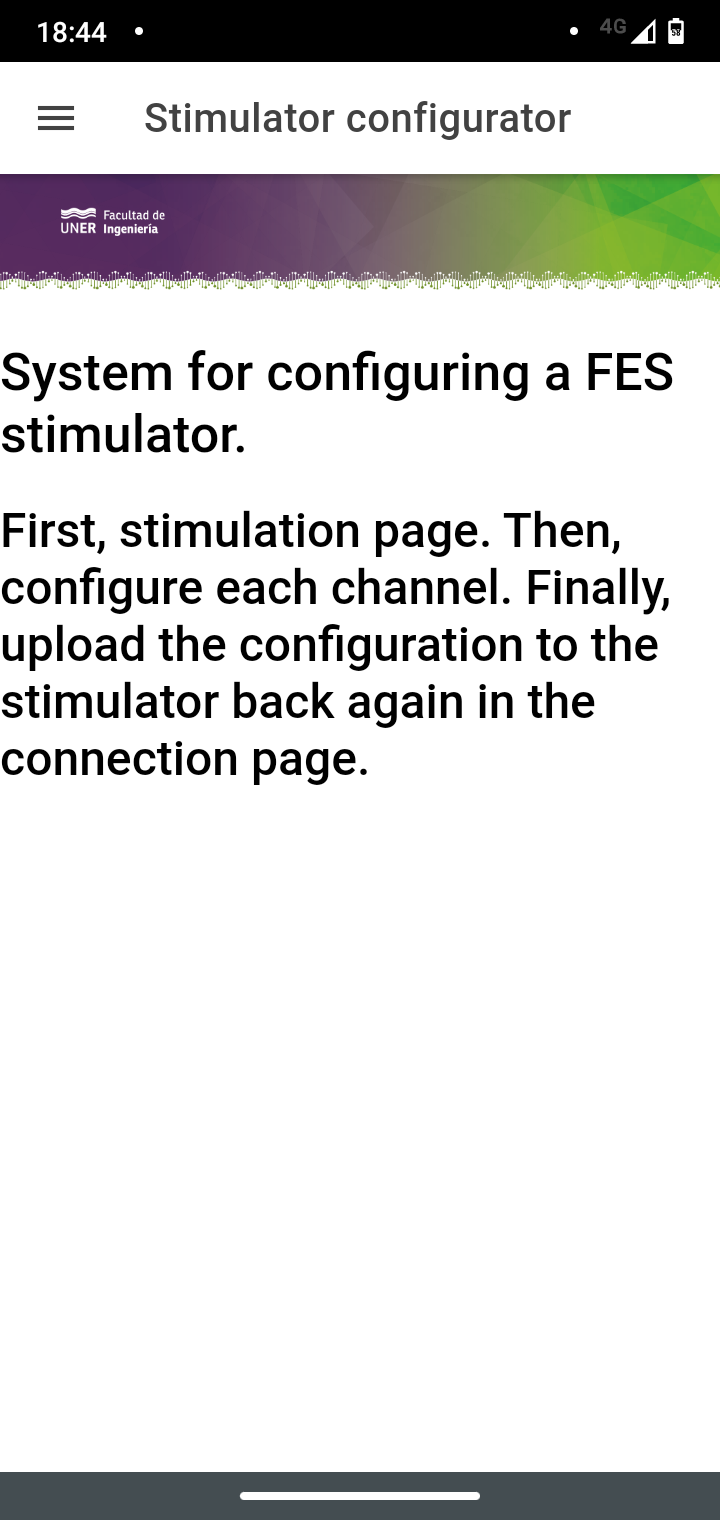 18:44
4G
58
Stimulator configurator
Facultad de
UNER Ingeniería
System for configuring a FES
stimulator.
First, stimulation page. Then,
configure each channel. Finally,
upload the configuration to the
stimulator back again in the
connection page.